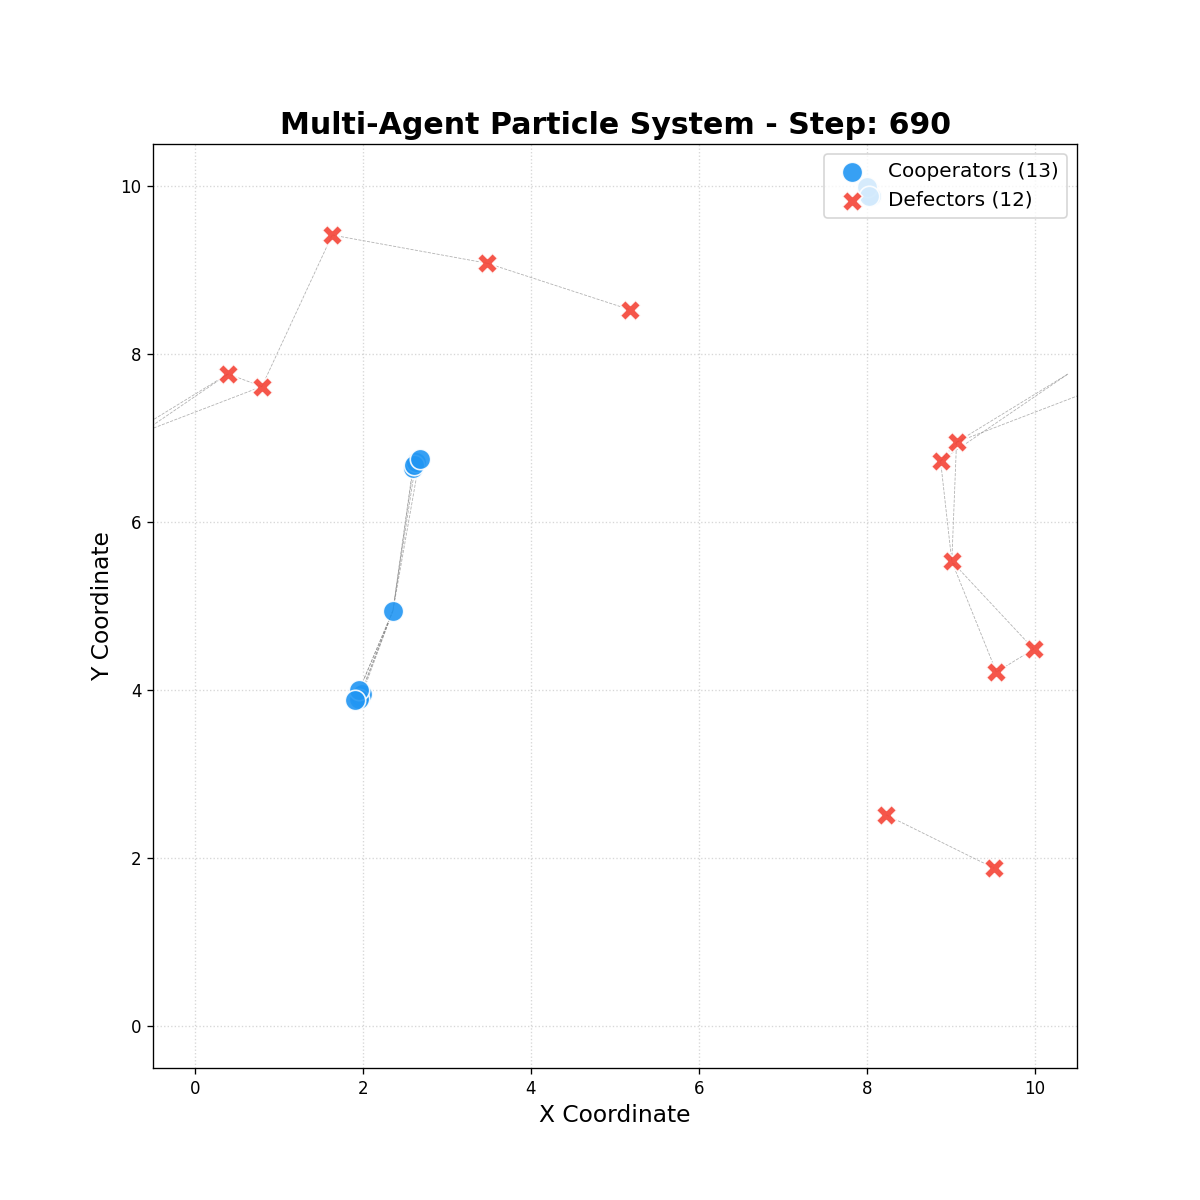 Multi-Agent Particle System - Step: 690
Cooperators (13)
Defectors (12)
10
8
6
4
2
0
Y Coordinate
0 2 4 6 8 10
X Coordinate